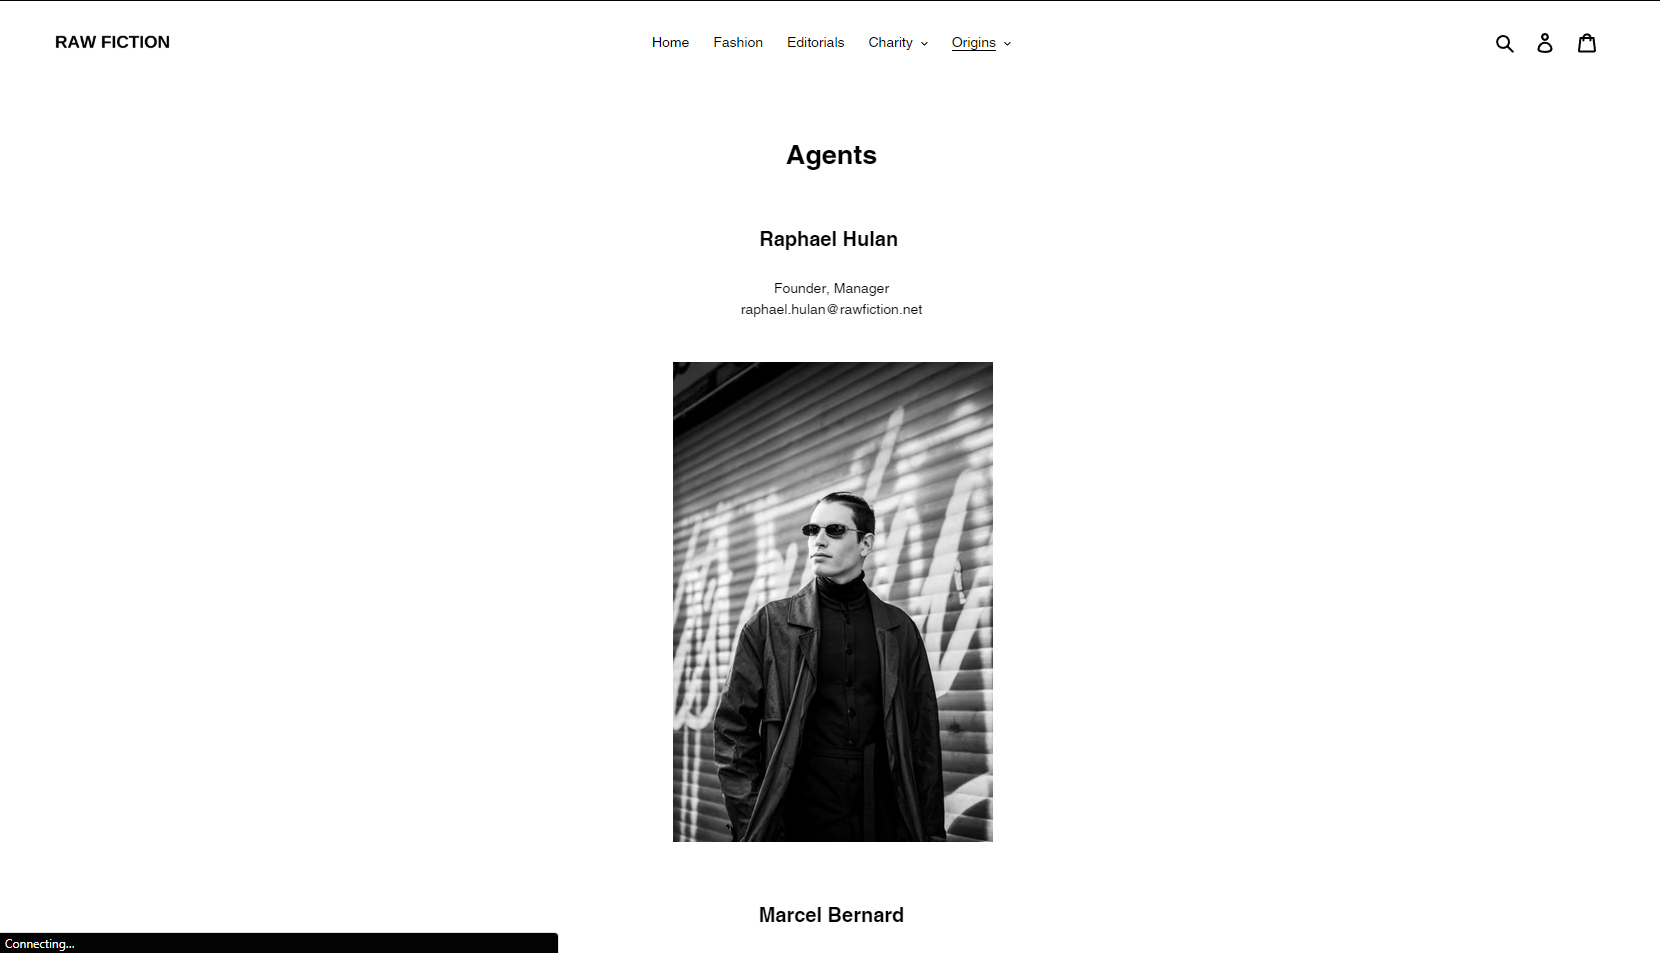 RAW FICTION
Home Fashion Editorials Charity Origins
Agents
Raphael Hulan
Founder, Manager
raphael.hulan@rawfiction.net
Marcel Bernard
Connecting...